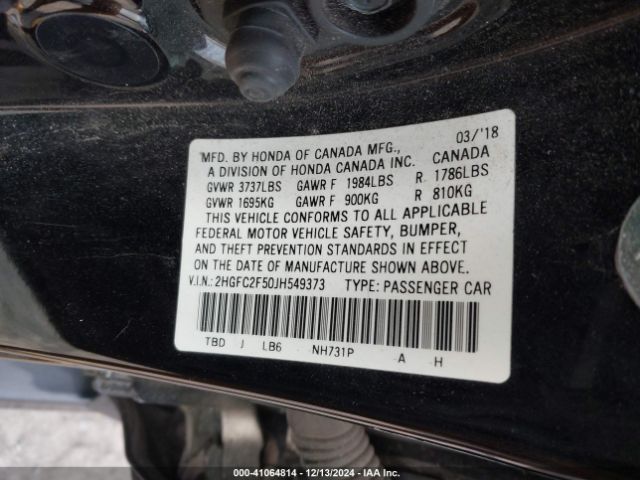 MFD. BY HONDA OF CANADA MFG., 03/'18
A DIVISION OF HONDA CANADA INC. CANADA
GVWR 3737LBS GAWR F 1984LBS R 1786LBS
GVWR 1695KG GAWR F 900KG R 810KG
THIS VEHICLE CONFORMS TO ALL APPLICABLE
FEDERAL MOTOR VEHICLE SAFETY, BUMPER,
AND THEFT PREVENTION STANDARDS IN EFFECT
ON THE DATE OF MANUFACTURE SHOWN ABOVE.
V.I.N.: 2HGFC2F50JH549373 TYPE: PASSENGER CAR
TBD J LB6 NH731P A H
000-41064814 - 12/13/2024 - IAA Inc.